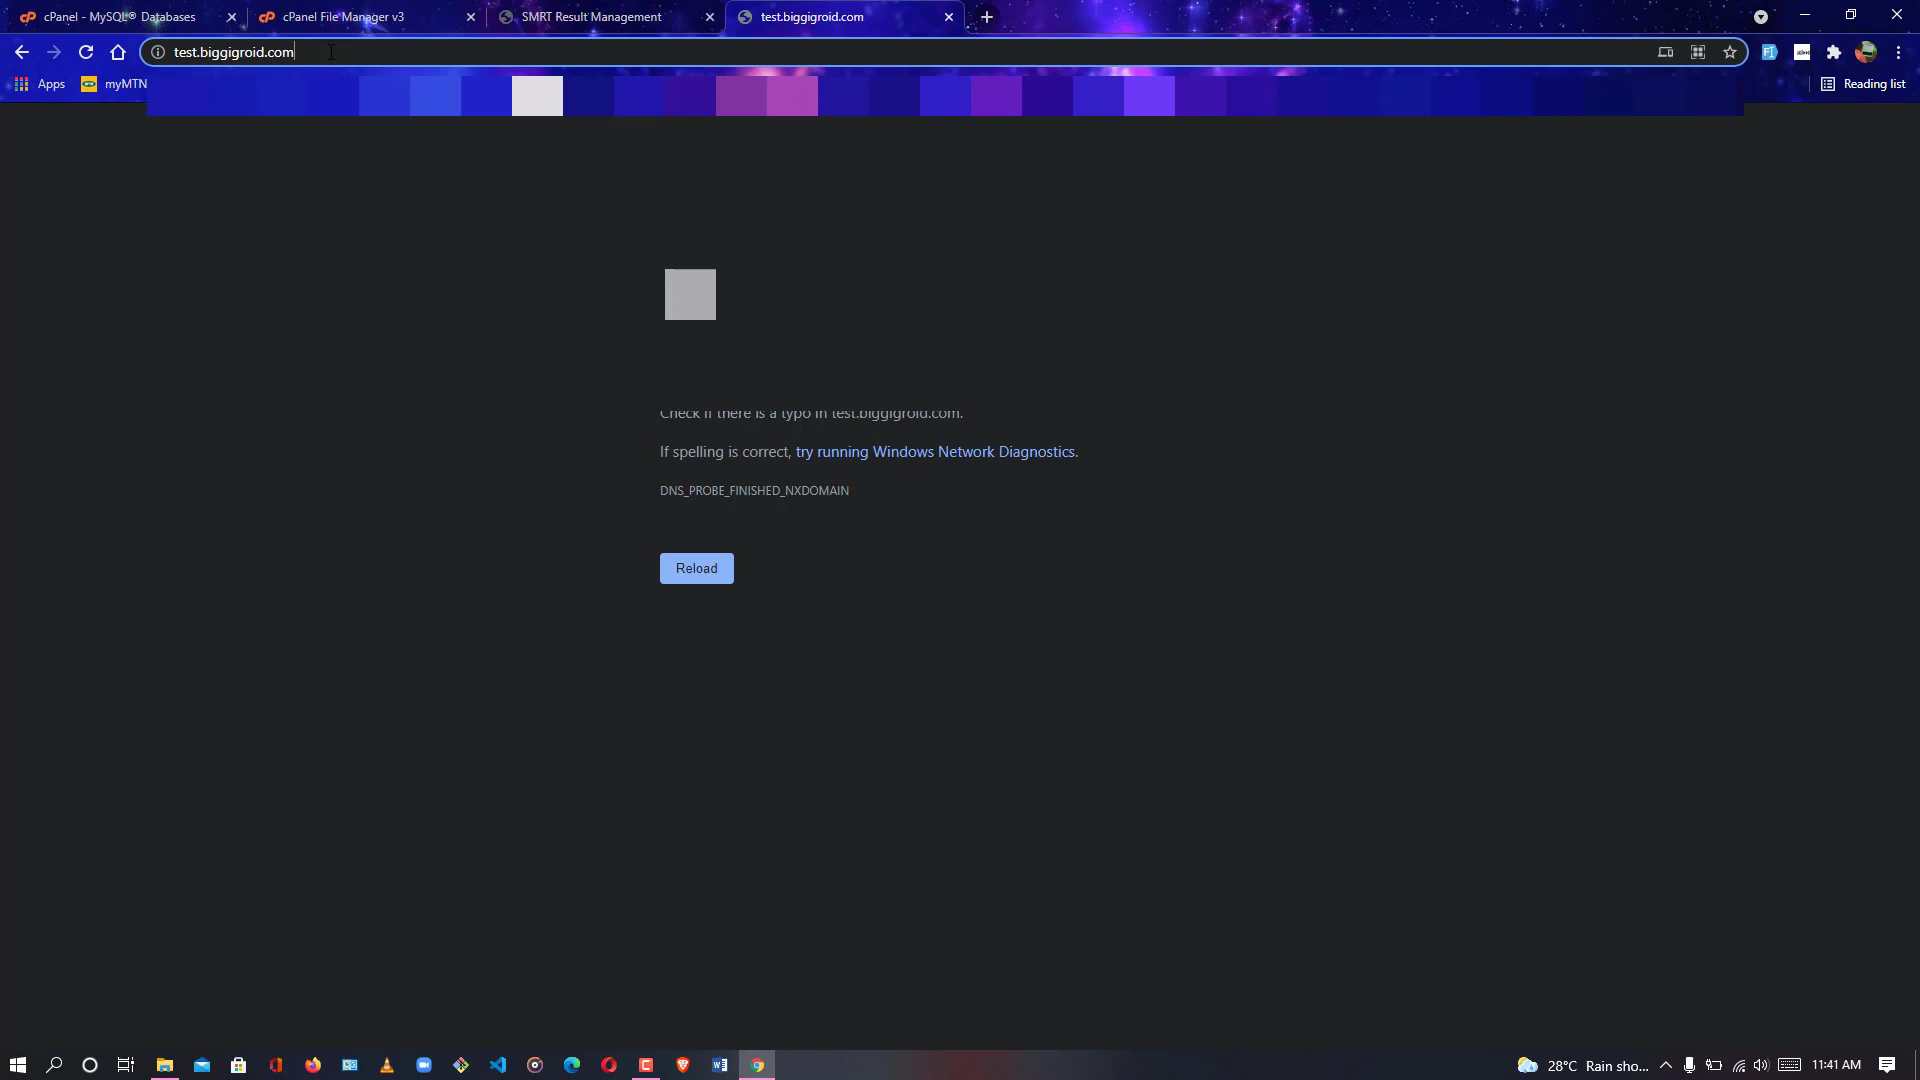 cPanel - MySQL® Databases
cPanel File Manager v3
SMRT Result Management
test.biggigroid.com
test.biggigroid.com
Apps
myMTN
Reading list
Check if there is a typo in test.biggigroid.com.
If spelling is correct, try running Windows Network Diagnostics.
DNS_PROBE_FINISHED_NXDOMAIN
Reload
28°C Rain sho... 11:41 AM